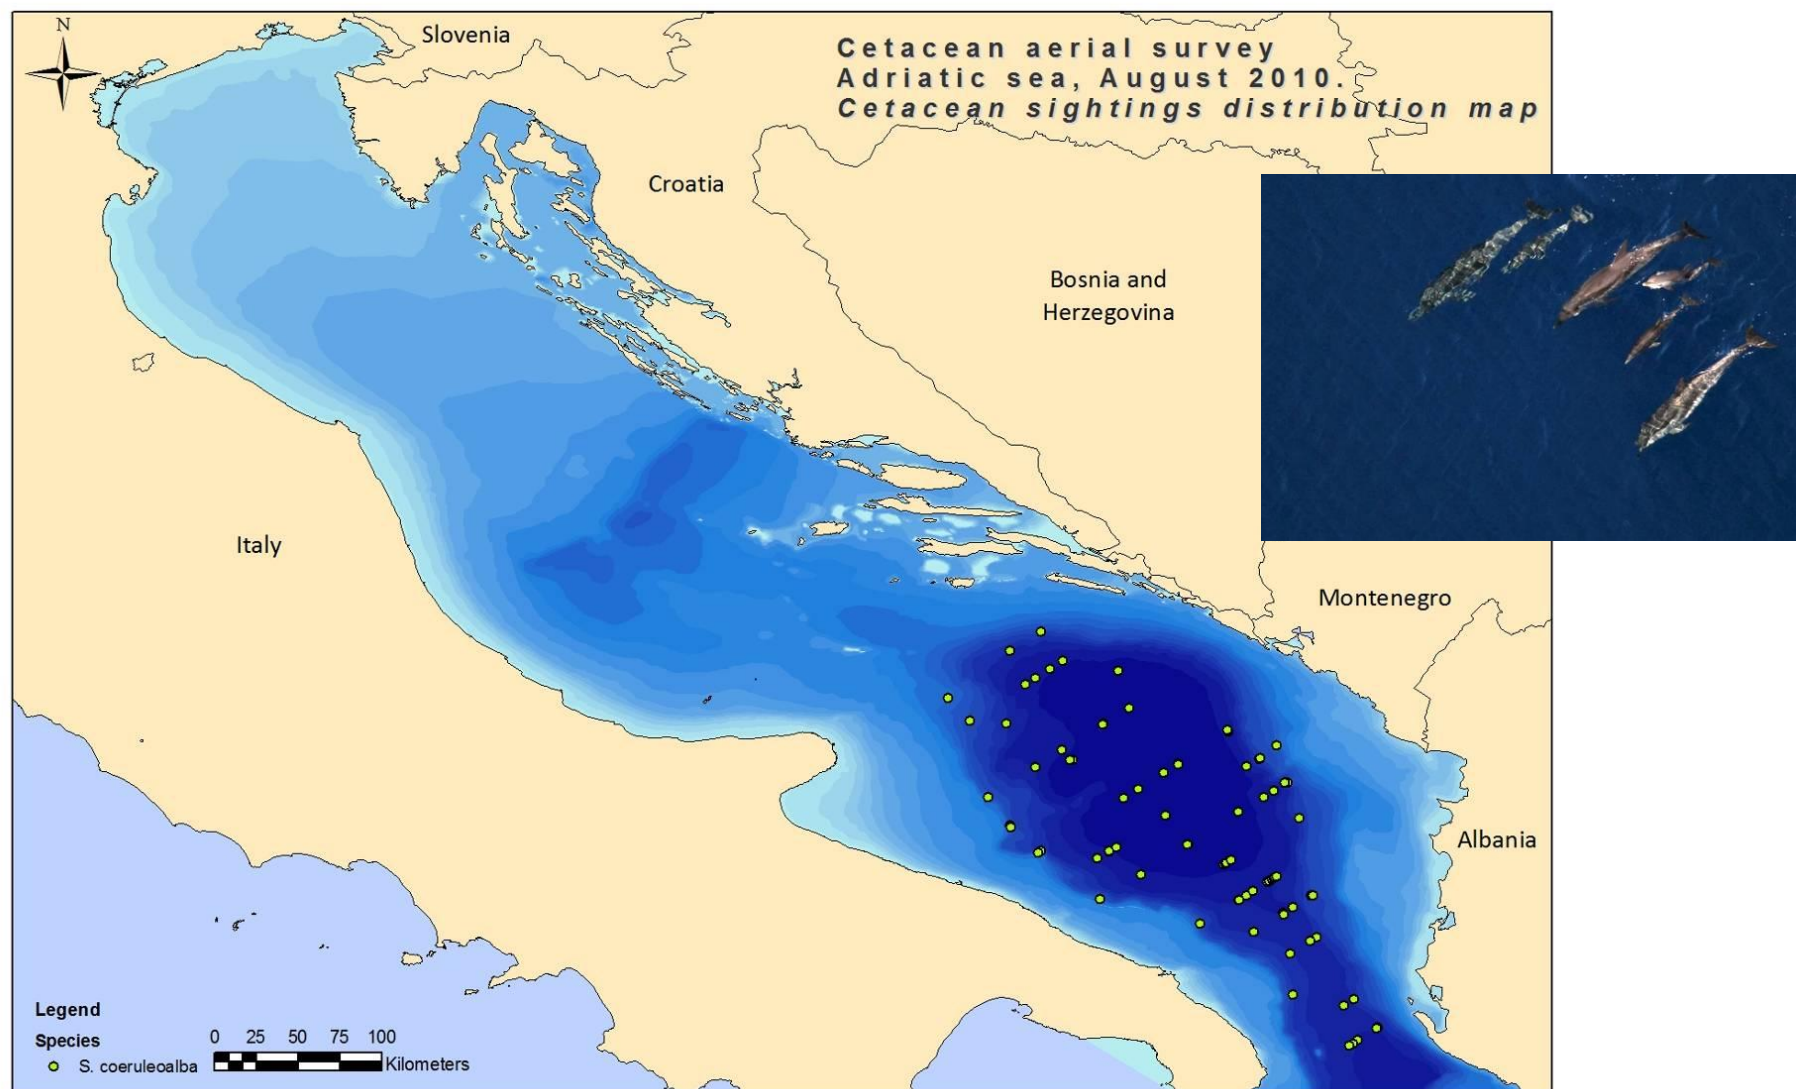 N
Slovenia
Cetacean aerial survey
Adriatic sea, August 2010.
Cetacean sightings distribution map
Croatia
Bosnia and
Herzegovina
Italy
Montenegro
Albania
Legend
Species
S. coeruleoalba
0 25 50 75 100
Kilometers